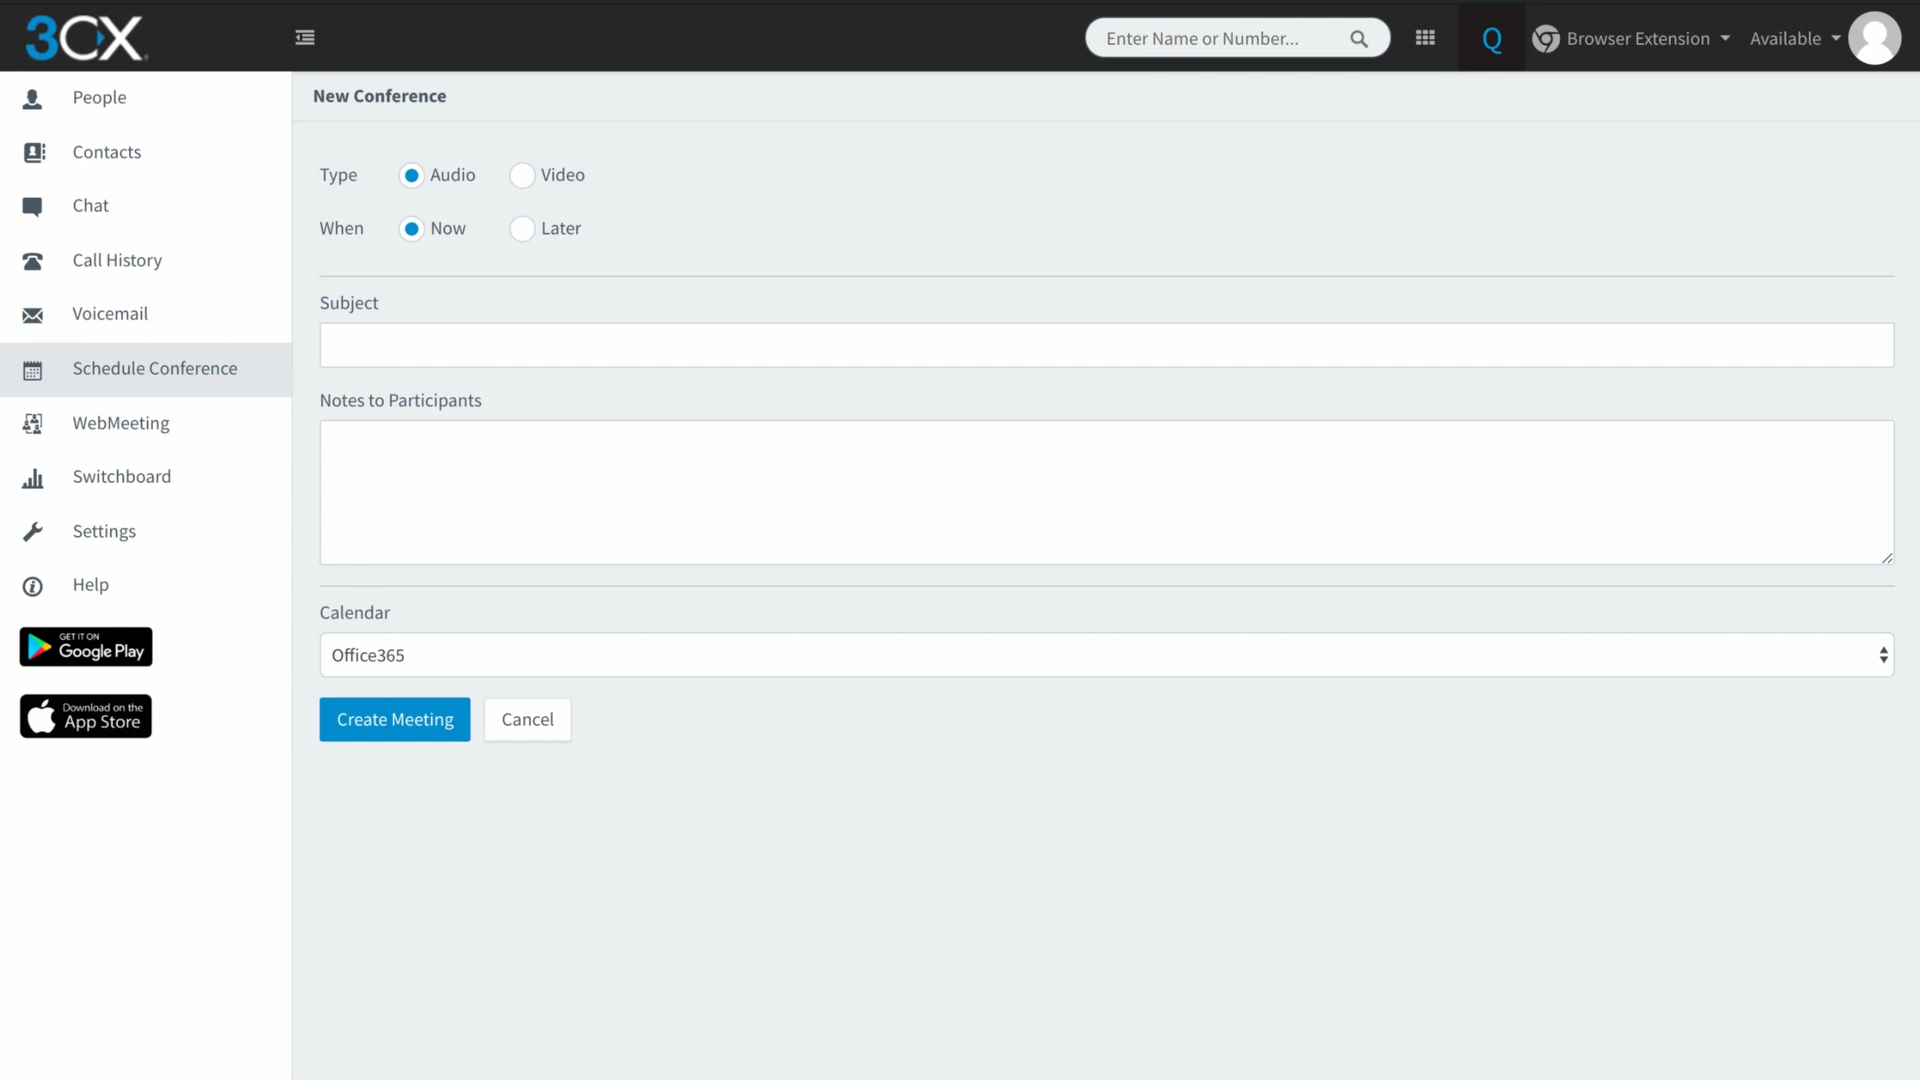 3CX
Enter Name or Number...
Q
Browser Extension
Available
People
Contacts
Chat
Call History
Voicemail
Schedule Conference
WebMeeting
Switchboard
Settings
Help
GET IT ON
Google Play
Download on the
App Store
New Conference
Type Audio Video
When Now Later
Subject
Notes to Participants
Calendar
Office365
Create Meeting Cancel